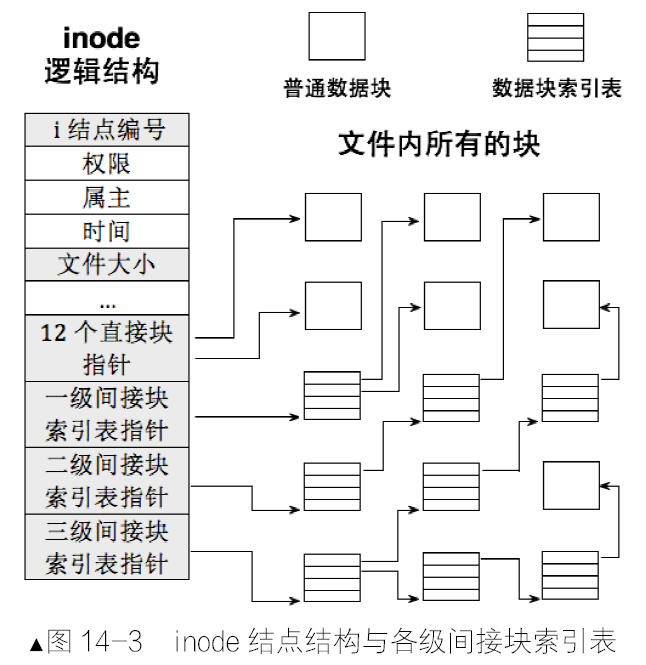 inode
逻辑结构
普通数据块
数据块索引表
文件内所有的块
i 结点编号
权限
属主
时间
文件大小
...
12 个直接块
指针
一级间接块
索引表指针
二级间接块
索引表指针
三级间接块
索引表指针
▲图 14-3 inode 结点结构与各级间接块索引表